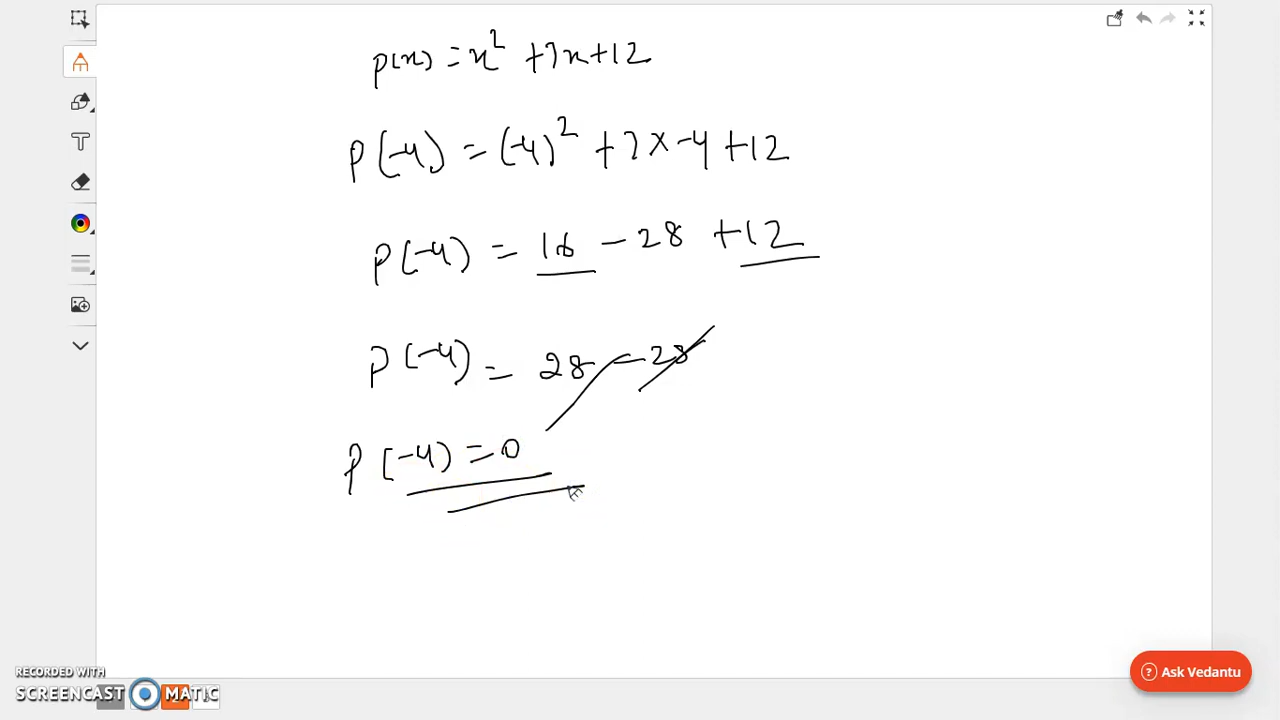 p(x) = x² + 7x + 12
P(-4) = (-4)² + 7 x -4 + 12
P(-4) = 16 - 28 + 12
P(-4) = 28 - 28
P(-4) = 0
? Ask Vedantu
RECORDED WITH
SCREENCAST MATIC